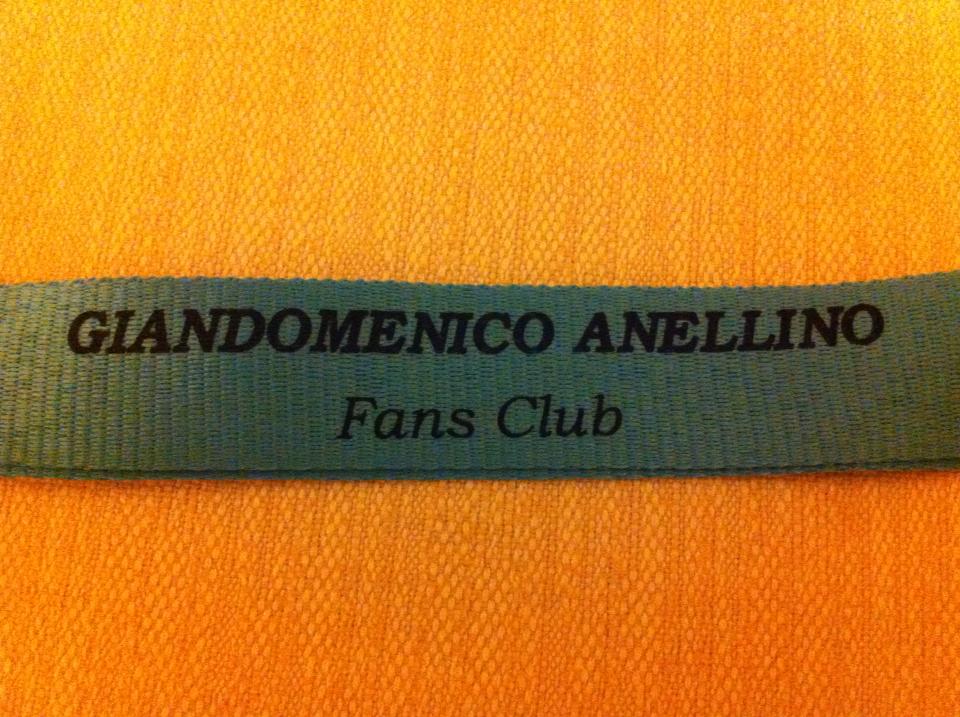 GIANDOMENICO ANELLINO
Fans Club